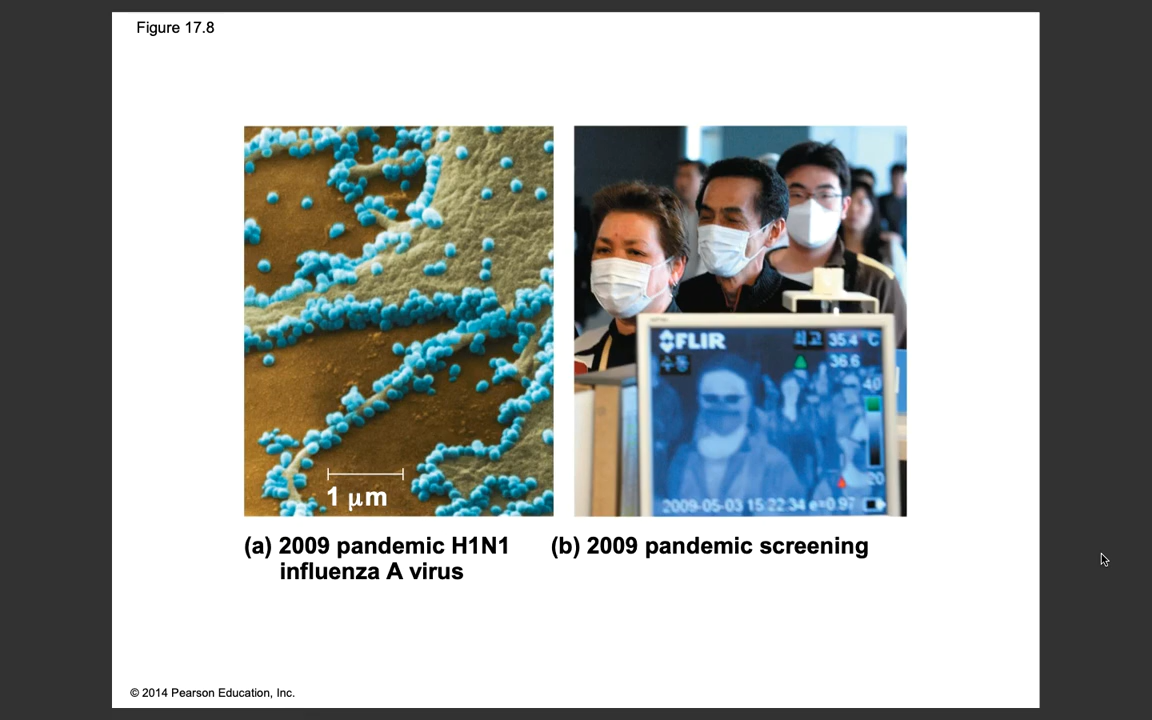 Figure 17.8
1 μm
FLIR
최고 35.4 °C
36.6
40
20
2009-05-03 15:22:34 e=0.97
(a) 2009 pandemic H1N1
influenza A virus
(b) 2009 pandemic screening
© 2014 Pearson Education, Inc.